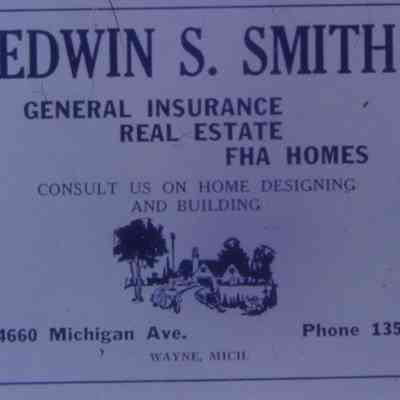 EDWIN S. SMITH
GENERAL INSURANCE
REAL ESTATE
FHA HOMES
CONSULT US ON HOME DESIGNING
AND BUILDING
4660 Michigan Ave. Phone 135
WAYNE, MICH.